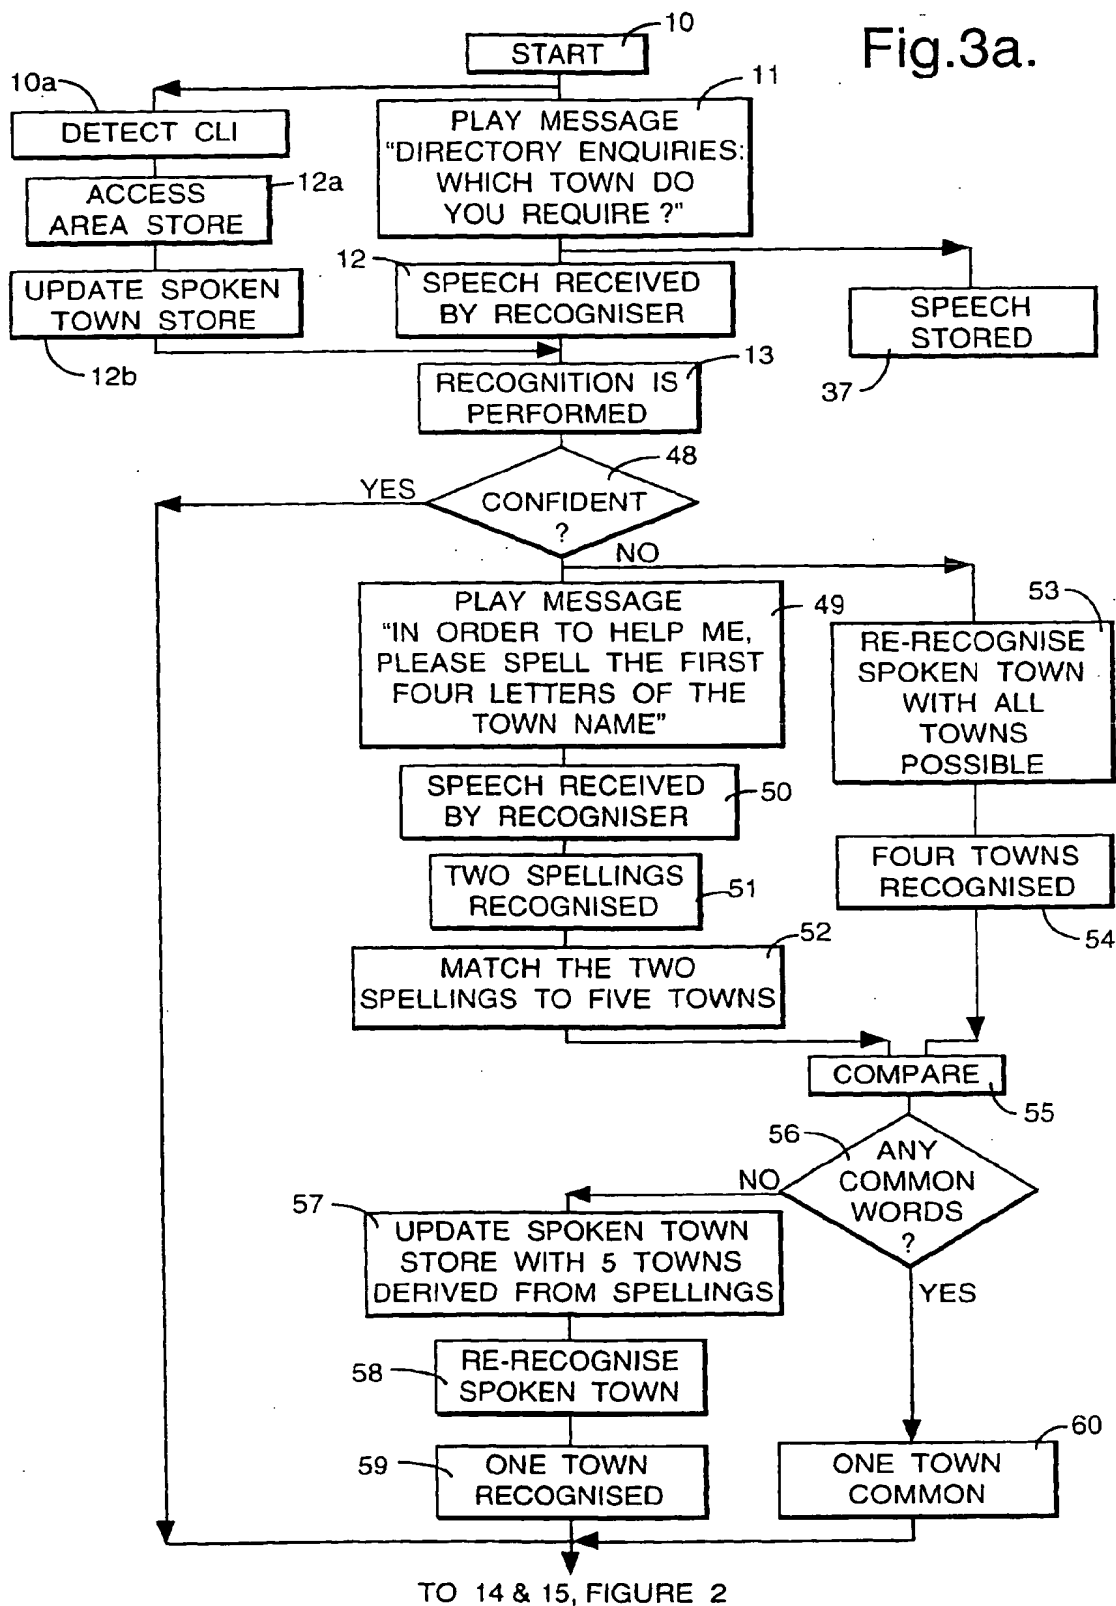 Fig.3a.
10
START
10a
11
DETECT CLI
PLAY MESSAGE
"DIRECTORY ENQUIRIES:
WHICH TOWN DO
YOU REQUIRE?"
12a
ACCESS
AREA STORE
12
SPEECH RECEIVED
BY RECOGNISER
UPDATE SPOKEN
TOWN STORE
12b
SPEECH
STORED
37
13
RECOGNITION IS
PERFORMED
48
CONFIDENT
?
YES
NO
49
PLAY MESSAGE
"IN ORDER TO HELP ME,
PLEASE SPELL THE FIRST
FOUR LETTERS OF THE
TOWN NAME"
53
RE-RECOGNISE
SPOKEN TOWN
WITH ALL
TOWNS
POSSIBLE
SPEECH RECEIVED
BY RECOGNISER
50
TWO SPELLINGS
RECOGNISED
51
FOUR TOWNS
RECOGNISED
54
52
MATCH THE TWO
SPELLINGS TO FIVE TOWNS
COMPARE
55
56
ANY
COMMON
WORDS
?
NO
YES
57
UPDATE SPOKEN TOWN
STORE WITH 5 TOWNS
DERIVED FROM SPELLINGS
58
RE-RECOGNISE
SPOKEN TOWN
59
ONE TOWN
RECOGNISED
60
ONE TOWN
COMMON
TO 14 & 15, FIGURE 2